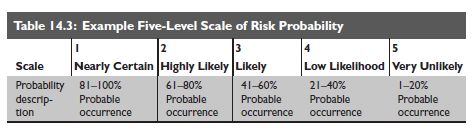 Table 14.3: Example Five-Level Scale of Risk Probability
1 2 3 4 5
Scale Nearly Certain Highly Likely Likely Low Likelihood Very Unlikely
Probability 81–100% 61–80% 41–60% 21–40% 1–20%
descrip- Probable Probable Probable Probable Probable
tion occurrence occurrence occurrence occurrence occurrence